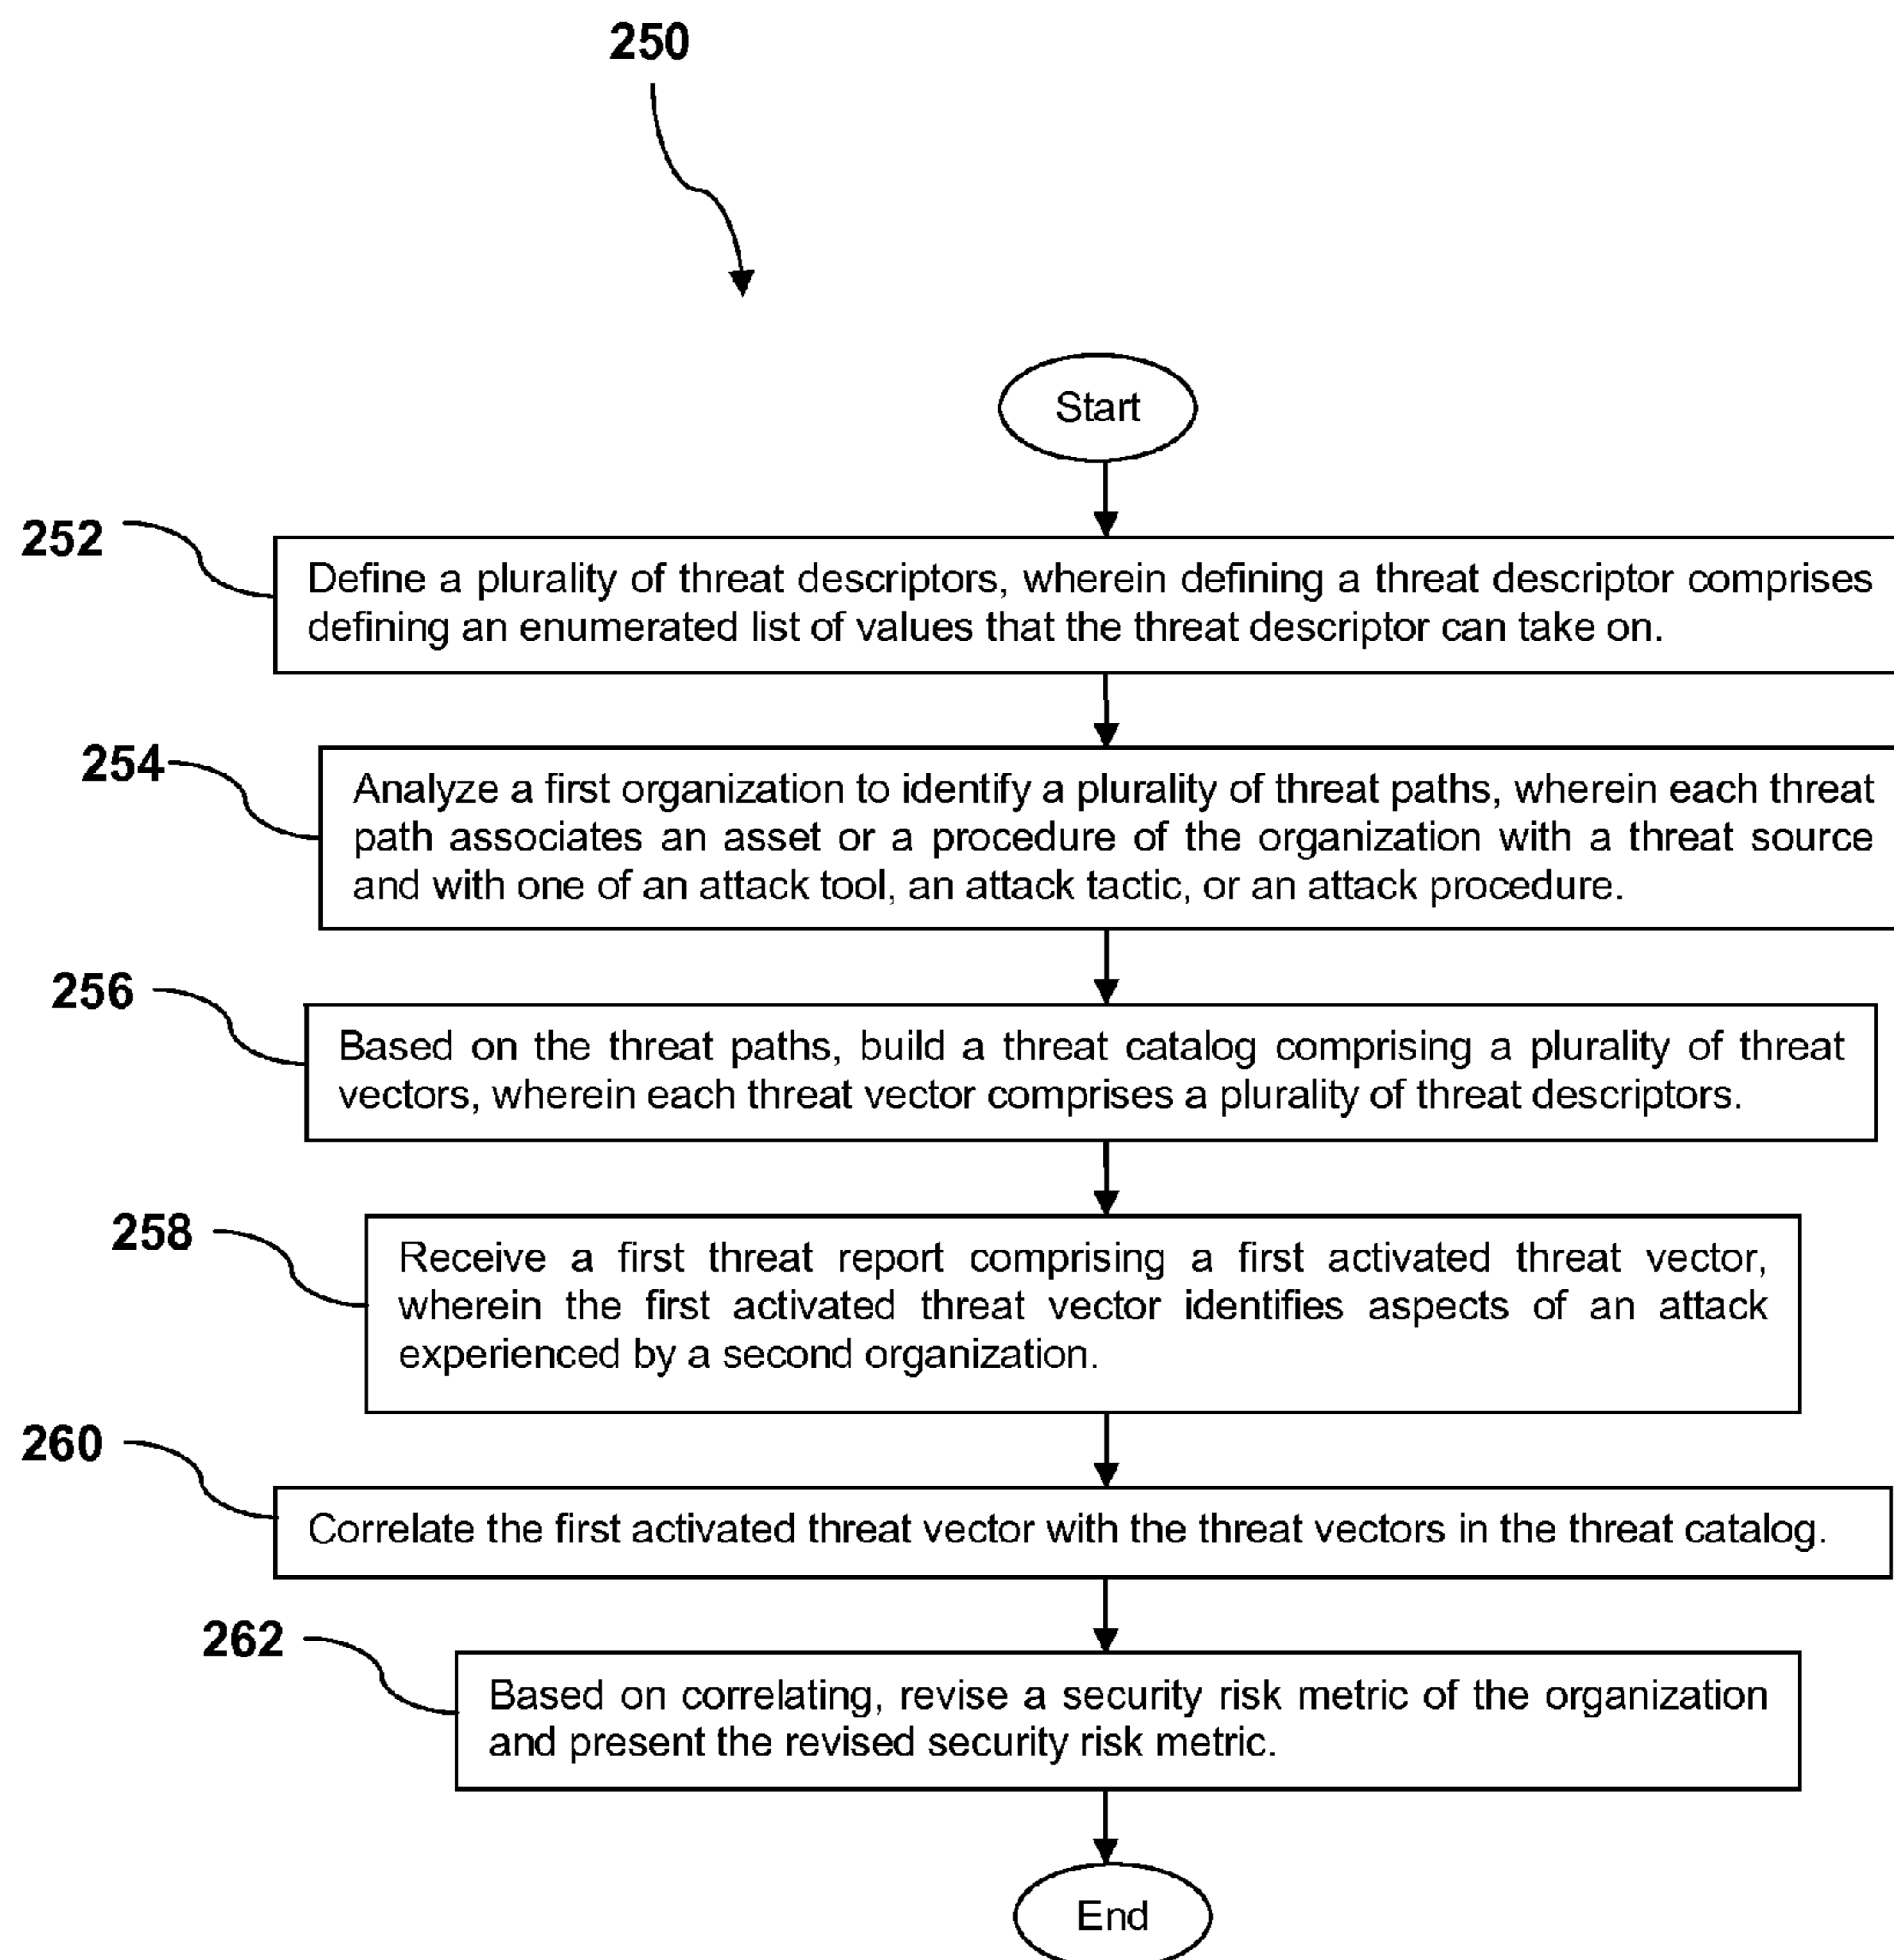 250
Start
252
Define a plurality of threat descriptors, wherein defining a threat descriptor comprises
defining an enumerated list of values that the threat descriptor can take on.
254
Analyze a first organization to identify a plurality of threat paths, wherein each threat
path associates an asset or a procedure of the organization with a threat source
and with one of an attack tool, an attack tactic, or an attack procedure.
256
Based on the threat paths, build a threat catalog comprising a plurality of threat
vectors, wherein each threat vector comprises a plurality of threat descriptors.
258
Receive a first threat report comprising a first activated threat vector,
wherein the first activated threat vector identifies aspects of an attack
experienced by a second organization.
260
Correlate the first activated threat vector with the threat vectors in the threat catalog.
262
Based on correlating, revise a security risk metric of the organization
and present the revised security risk metric.
End